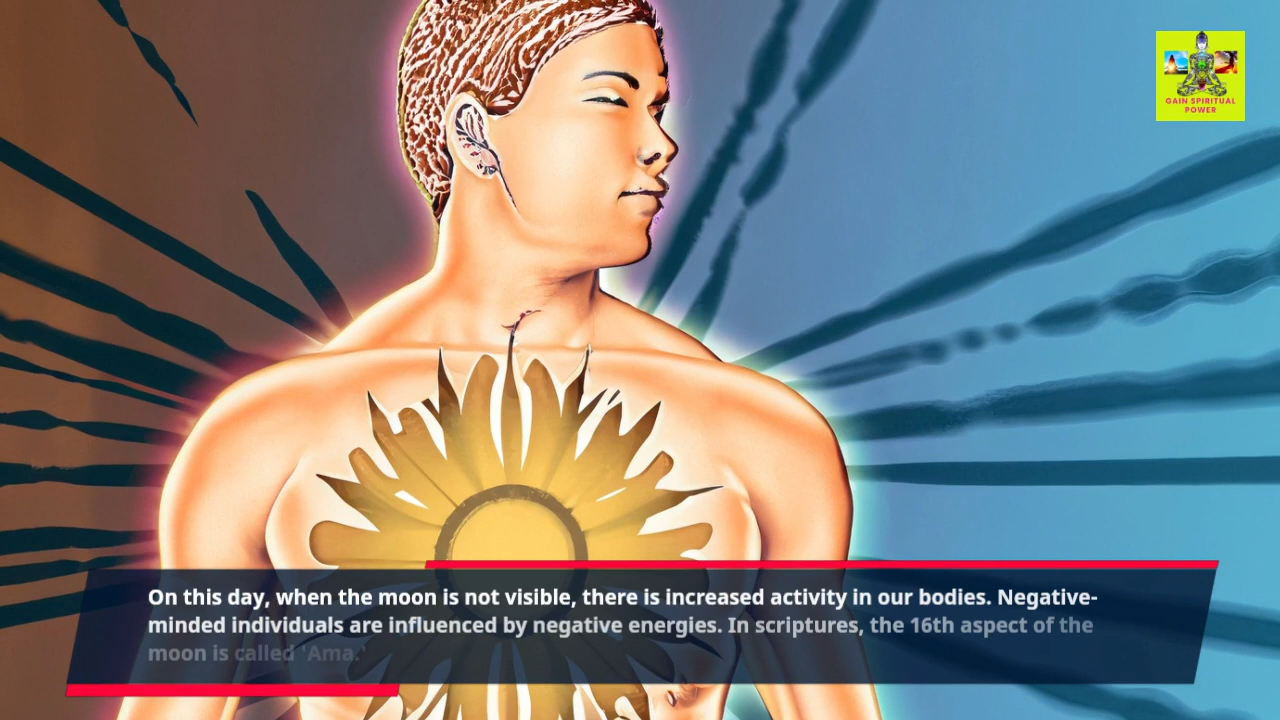 GAIN SPIRITUAL
POWER
On this day, when the moon is not visible, there is increased activity in our bodies. Negative-
minded individuals are influenced by negative energies. In scriptures, the 16th aspect of the
moon is called 'Ama.'